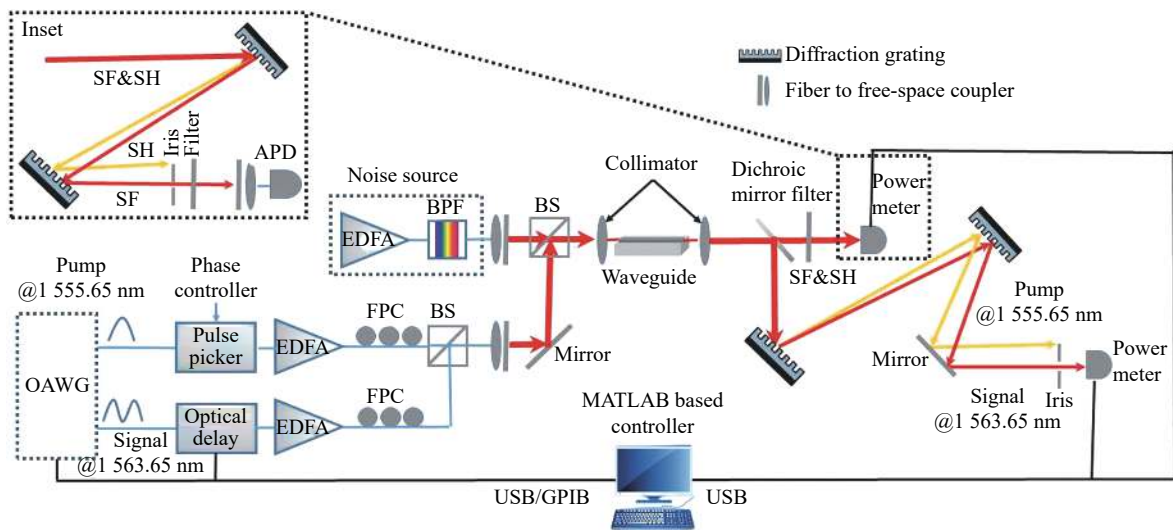 Inset
SF&SH
SH
SF
Iris
Filter
APD
Diffraction grating
Fiber to free-space coupler
Noise source
EDFA
BPF
BS
Collimator
Waveguide
Dichroic
mirror filter
SF&SH
Power
meter
Pump
@1 555.65 nm
Phase
controller
OAWG
Pulse
picker
EDFA
FPC
BS
Mirror
Optical
delay
EDFA
FPC
Signal
@1 563.65 nm
Pump
@1 555.65 nm
Mirror
Signal
@1 563.65 nm
Iris
Power
meter
MATLAB based
controller
USB/GPIB
USB